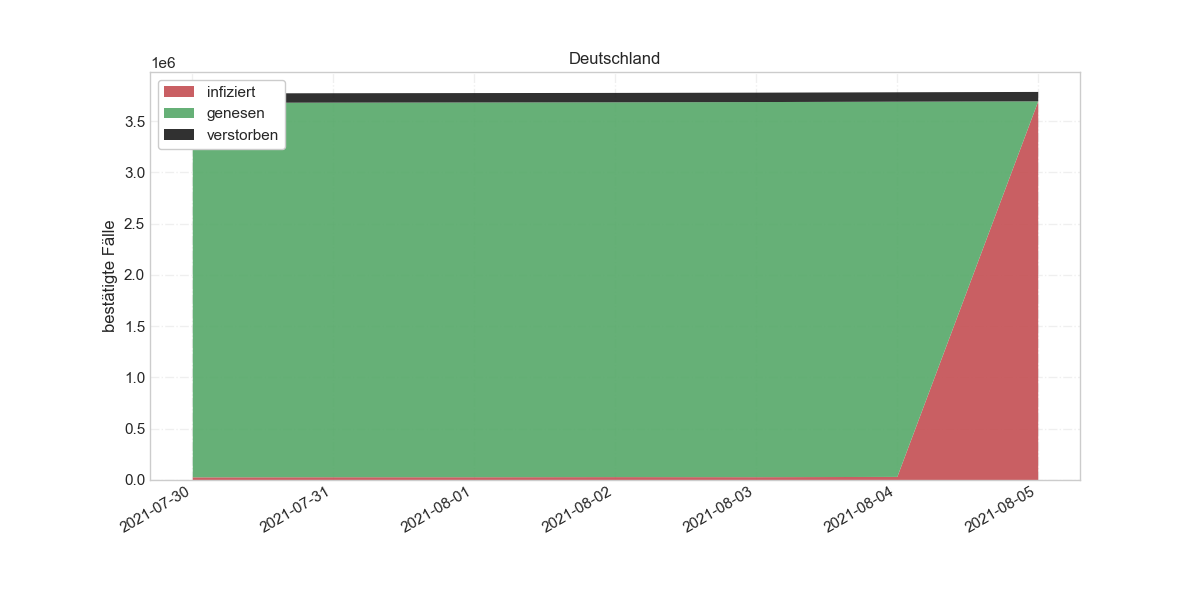 Deutschland
1e6
infiziert
genesen
verstorben
bestätigte Fälle
3.5
3.0
2.5
2.0
1.5
1.0
0.5
0.0
2021-07-30
2021-07-31
2021-08-01
2021-08-02
2021-08-03
2021-08-04
2021-08-05